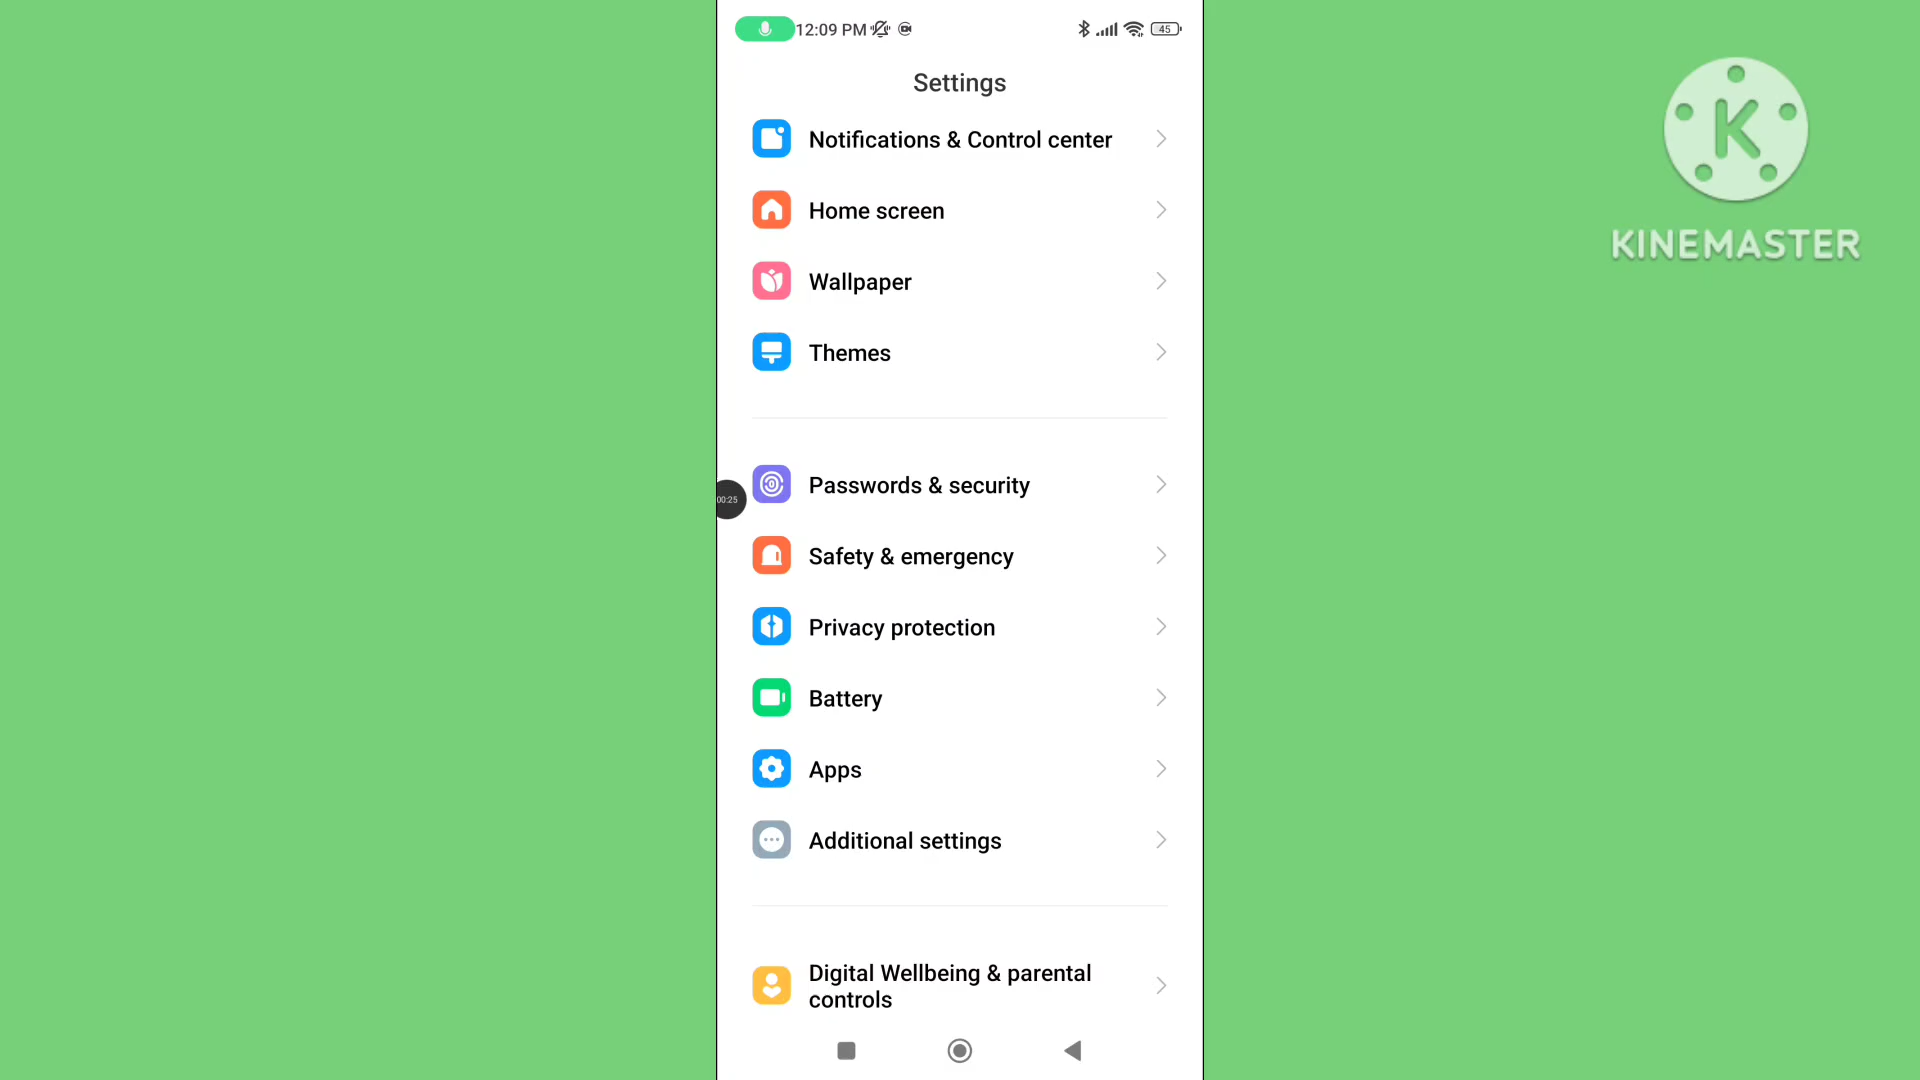 12:09 PM
45
Settings
Notifications & Control center
Home screen
Wallpaper
Themes
Passwords & security
00:25
Safety & emergency
Privacy protection
Battery
Apps
Additional settings
Digital Wellbeing & parental
controls
K
KINEMASTER